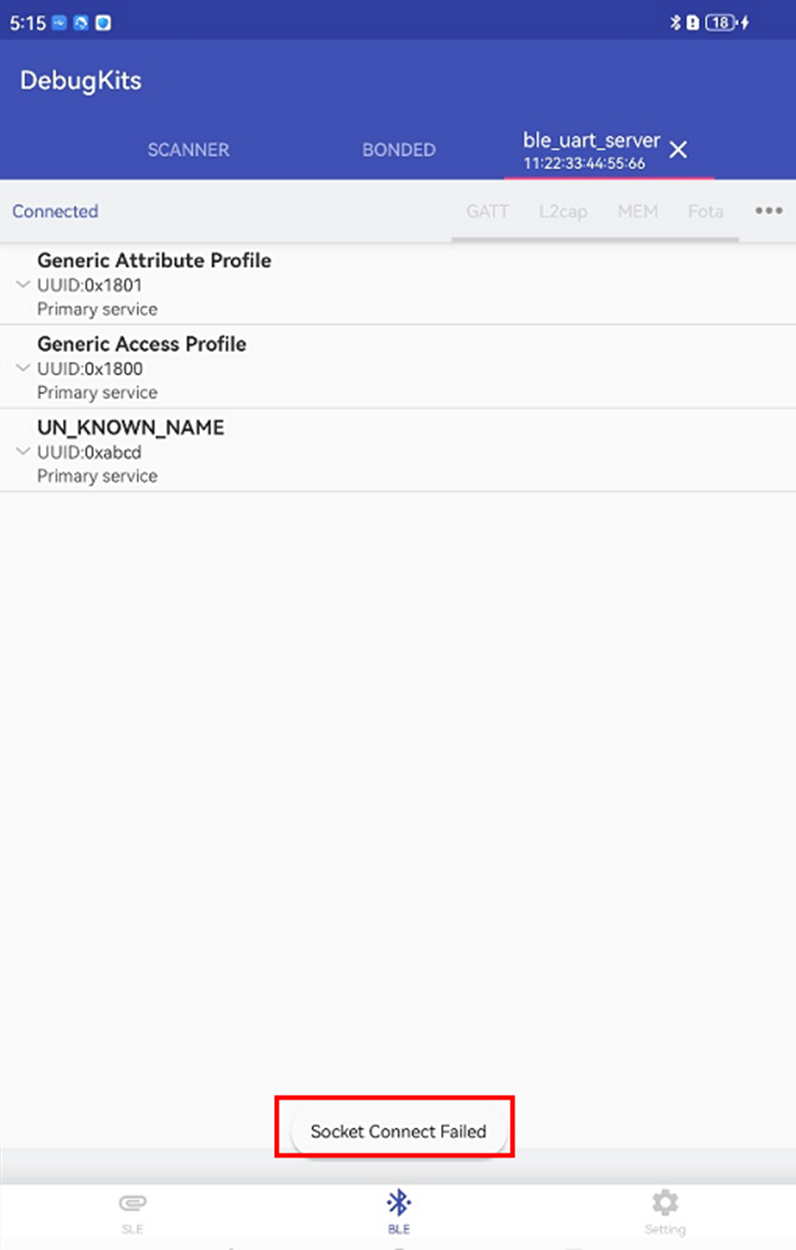 5:15
18
DebugKits
SCANNER
BONDED
ble_uart_server
11:22:33:44:55:66
Connected
GATT
L2cap
MEM
Fota
Generic Attribute Profile
UUID:0x1801
Primary service
Generic Access Profile
UUID:0x1800
Primary service
UN_KNOWN_NAME
UUID:0xabcd
Primary service
Socket Connect Failed
SLE
BLE
Setting